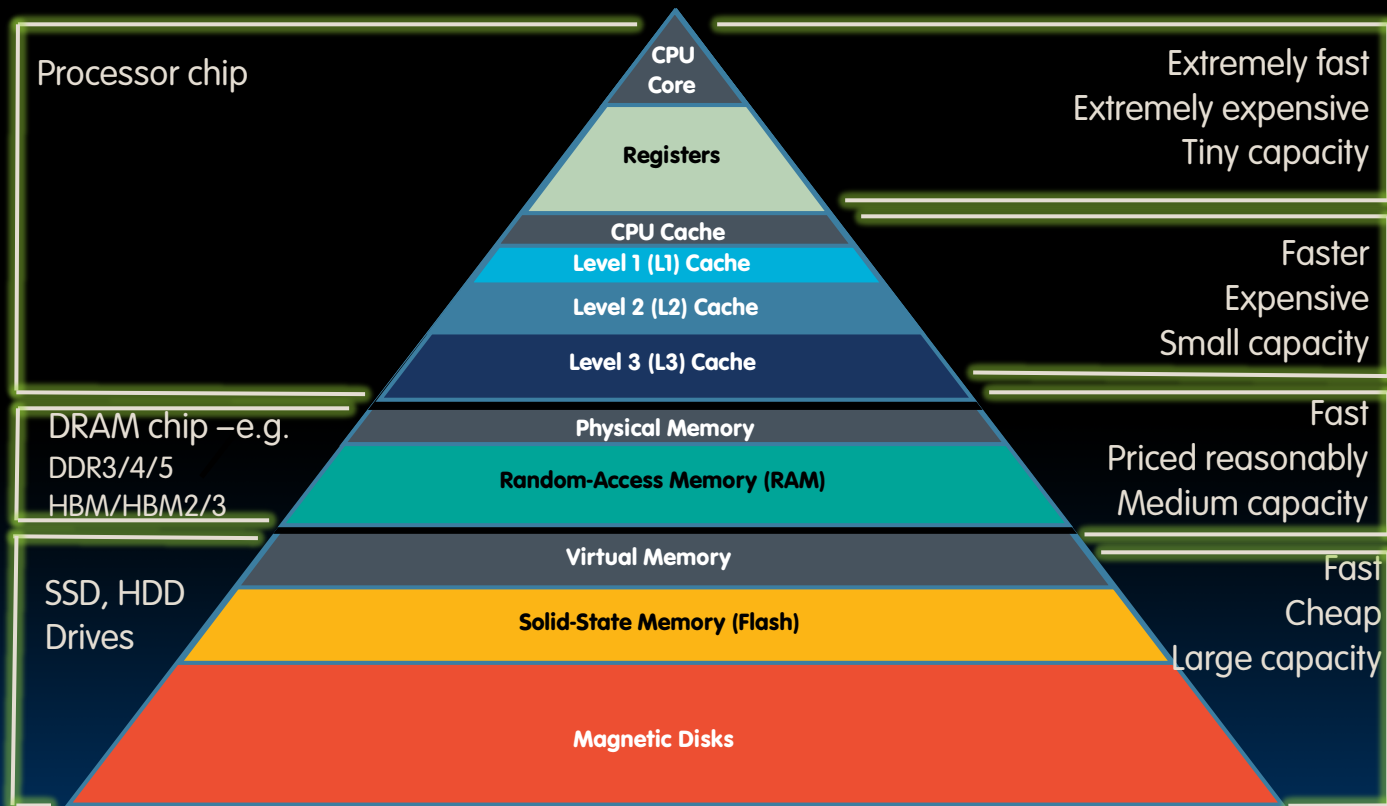 Processor chip
CPU
Core
Extremely fast
Extremely expensive
Tiny capacity
Registers
CPU Cache
Level 1 (L1) Cache
Level 2 (L2) Cache
Level 3 (L3) Cache
Faster
Expensive
Small capacity
DRAM chip –e.g.
DDR3/4/5
HBM/HBM2/3
Physical Memory
Random-Access Memory (RAM)
Fast
Priced reasonably
Medium capacity
SSD, HDD
Drives
Virtual Memory
Solid-State Memory (Flash)
Magnetic Disks
Fast
Cheap
Large capacity